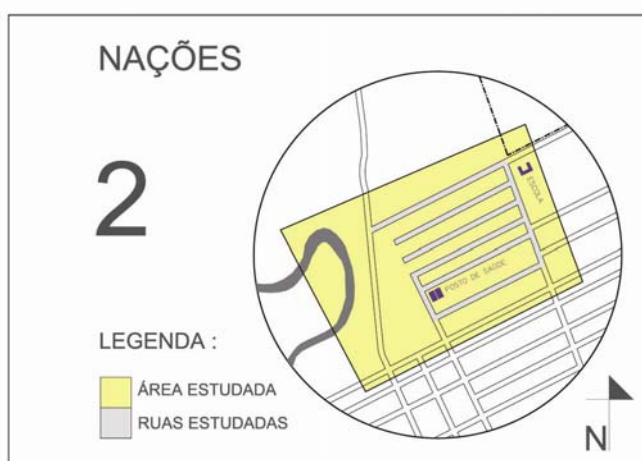 NAÇÕES
2
ESCOLA
POSTO DE SAÚDE
LEGENDA :
ÁREA ESTUDADA
RUAS ESTUDADAS
N